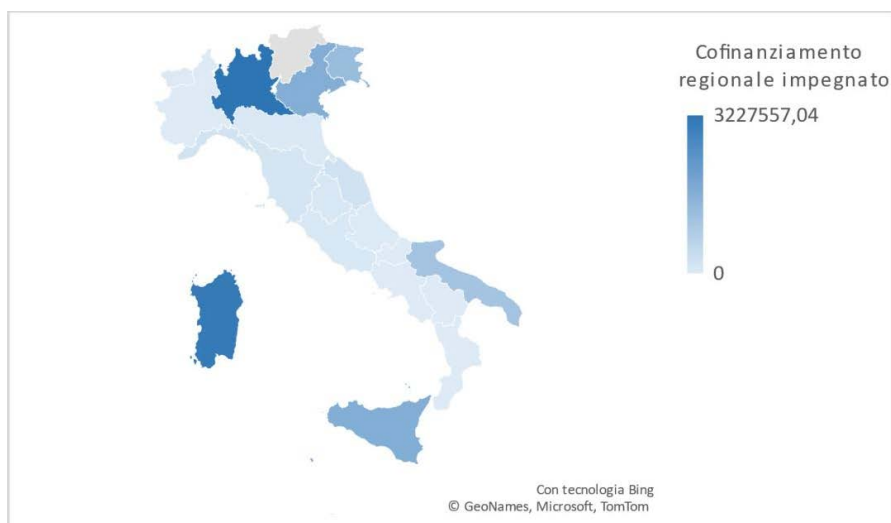 Cofinanziamento
regionale impegnato
3227557,04
0
Con tecnologia Bing
© GeoNames, Microsoft, TomTom